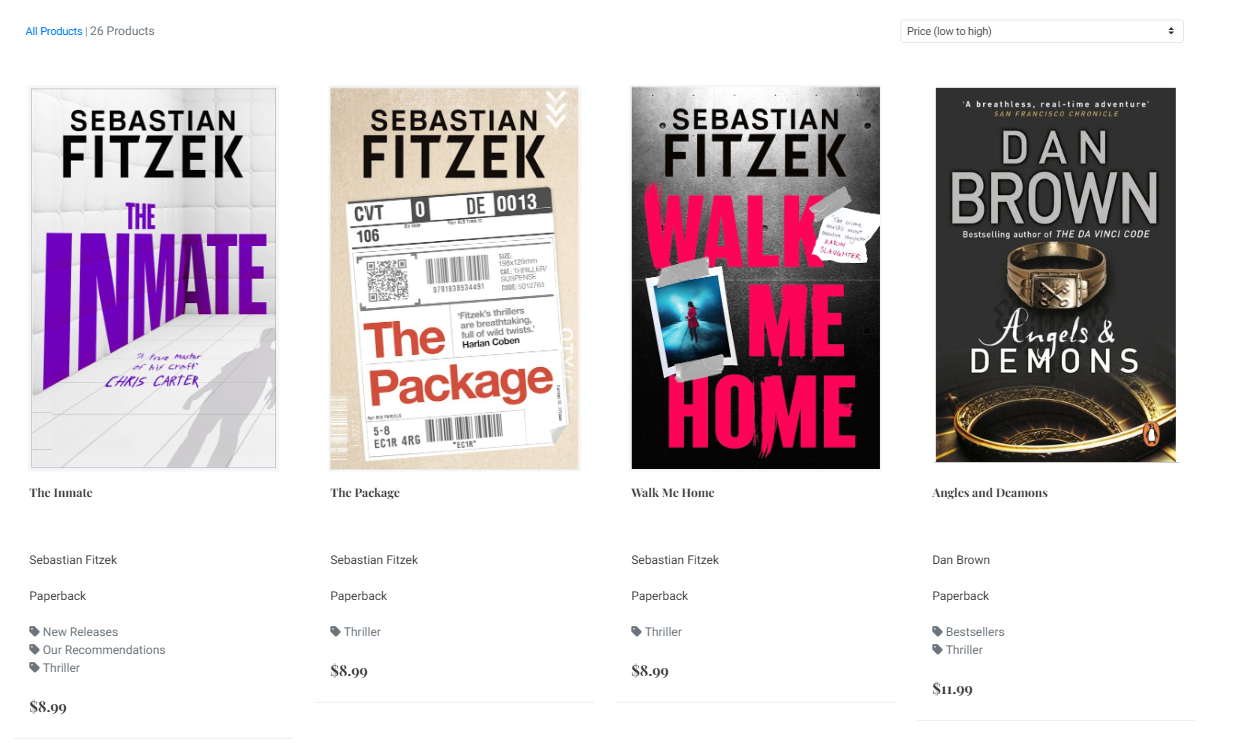 All Products | 26 Products
Price (low to high)
SEBASTIAN
FITZEK
THE
INMATE
'A true master
of his craft'
CHRIS CARTER
The Inmate
Sebastian Fitzek
Paperback
New Releases
Our Recommendations
Thriller
$8.99
SEBASTIAN
FITZEK
CVT 0 DE 0013
106
SIZE:
198x129mm
CAT: THRILLER/
SUSPENSE
CODE: 5012763
9781838934491
The
Package
'Fitzek's thrillers
are breathtaking,
full of wild twists.'
Harlan Coben
5-8
EC1R 4RG
"EC1R"
The Package
Sebastian Fitzek
Paperback
Thriller
$8.99
SEBASTIAN
FITZEK
WALK
ME
HOME
KARIN
SLAUGHTER
Walk Me Home
Sebastian Fitzek
Paperback
Thriller
$8.99
'A breathless, real-time adventure'
SAN FRANCISCO CHRONICLE
DAN
BROWN
Bestselling author of THE DA VINCI CODE
Angels &
DEMONS
Angles and Deamons
Dan Brown
Paperback
Bestsellers
Thriller
$11.99